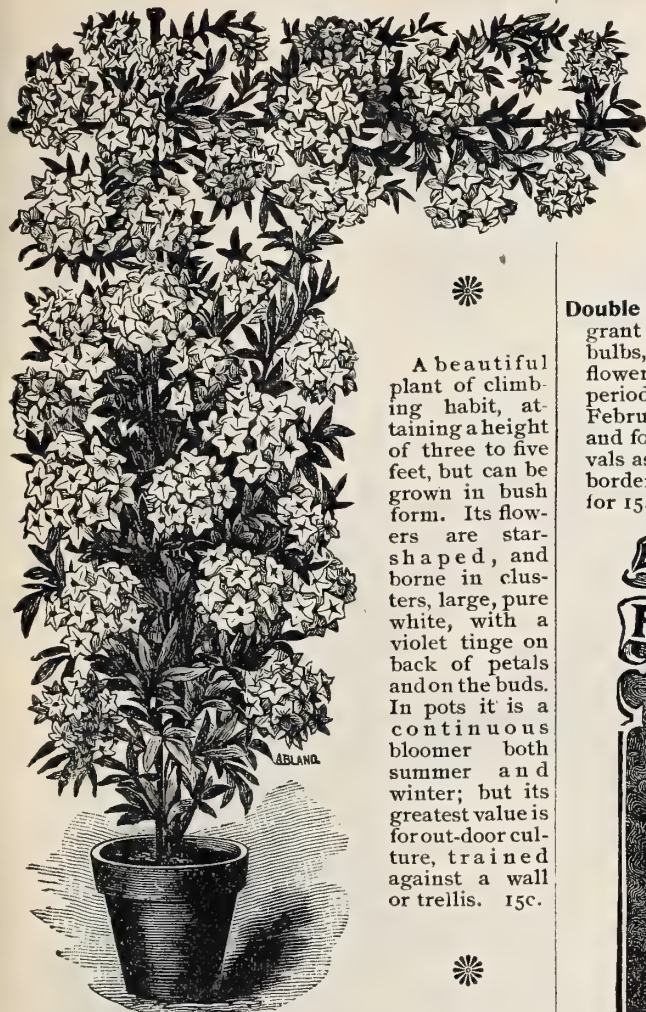 A beautiful
plant of climb-
ing habit, at-
taining a height
of three to five
feet, but can be
grown in bush
form. Its flow-
ers are star-
shaped, and
borne in clus-
ters, large, pure
white, with a
violet tinge on
back of petals
and on the buds.
In pots it is a
continuous
bloomer both
summer and
winter; but its
greatest value is
for out-door cul-
ture, trained
against a wall
or trellis. 15c.
A.BLANC.
Double
grant
bulbs,
flower
period
Febru
and fo
vals as
border
for 15